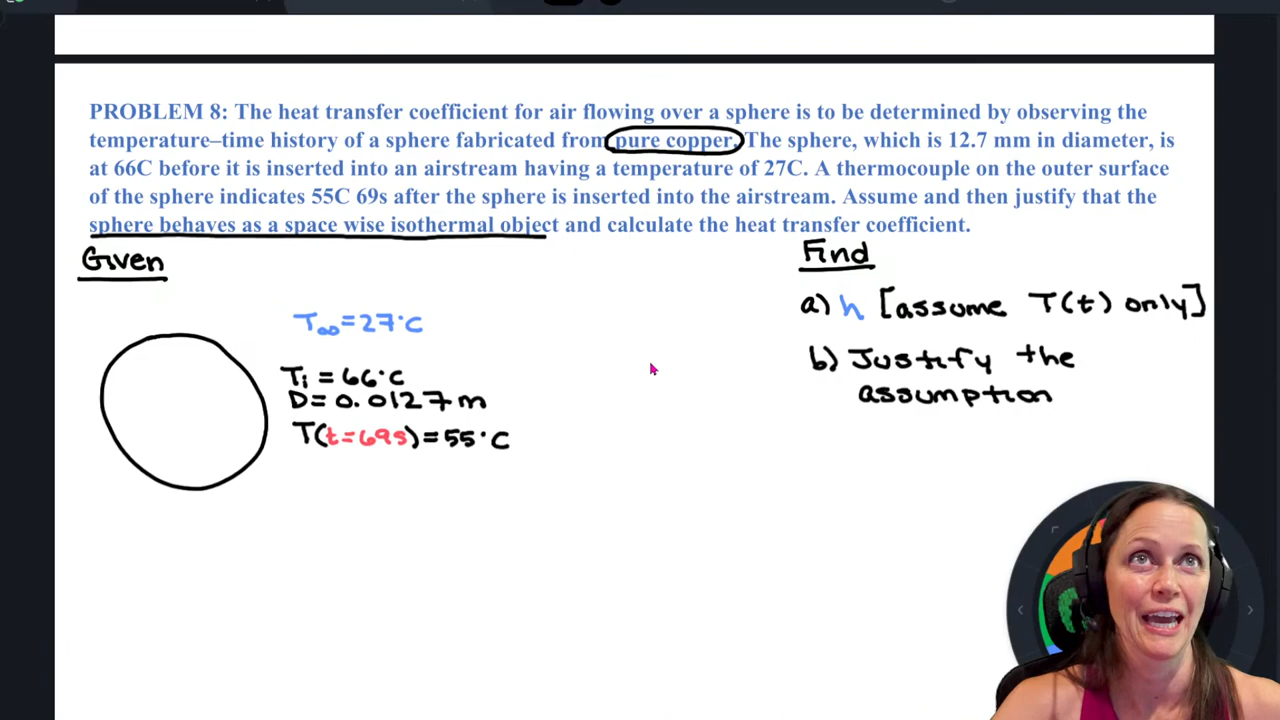 PROBLEM 8: The heat transfer coefficient for air flowing over a sphere is to be determined by observing the
temperature–time history of a sphere fabricated from pure copper. The sphere, which is 12.7 mm in diameter, is
at 66C before it is inserted into an airstream having a temperature of 27C. A thermocouple on the outer surface
of the sphere indicates 55C 69s after the sphere is inserted into the airstream. Assume and then justify that the
sphere behaves as a space wise isothermal object and calculate the heat transfer coefficient.
Given
T∞=27°C
Ti = 66°C
D= 0.0127m
T(t=69s)=55°C
Find
a) h [assume T(t) only]
b) Justify the
assumption